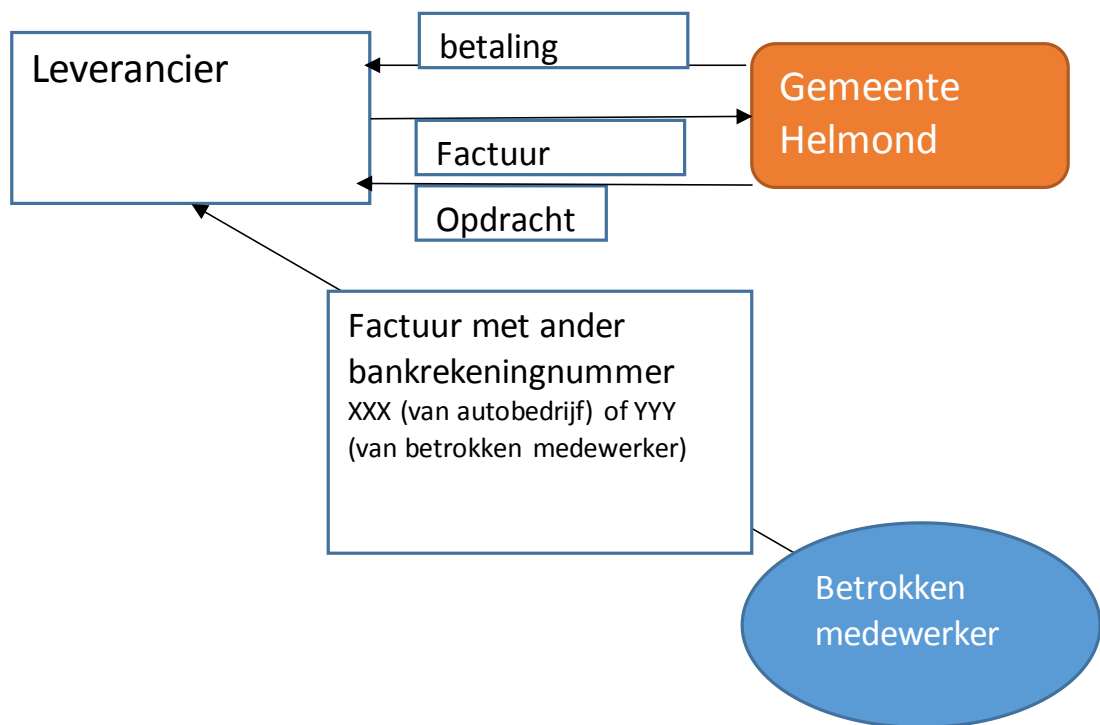 betaling
Leverancier
Gemeente
Helmond
Factuur
Opdracht
Factuur met ander
bankrekeningnummer
XXX (van autobedrijf) of YYY
(van betrokken medewerker)
Betrokken
medewerker